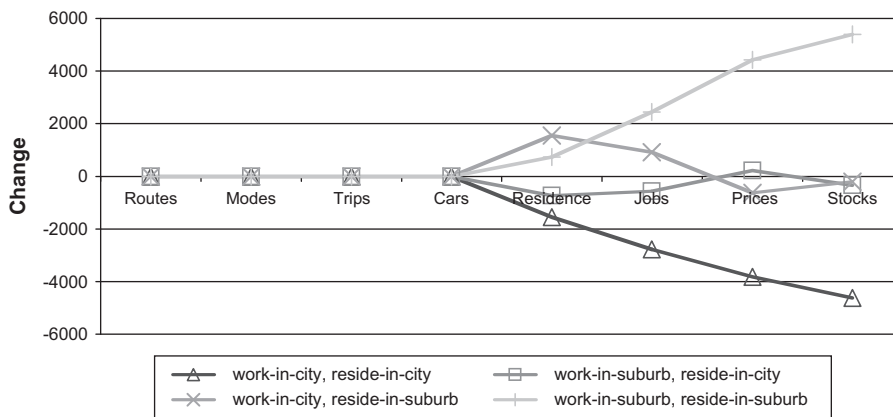 6000
4000
2000
0
-2000
-4000
-6000
Change
Routes Modes Trips Cars Residence Jobs Prices Stocks
work-in-city, reside-in-city work-in-suburb, reside-in-city
work-in-city, reside-in-suburb work-in-suburb, reside-in-suburb